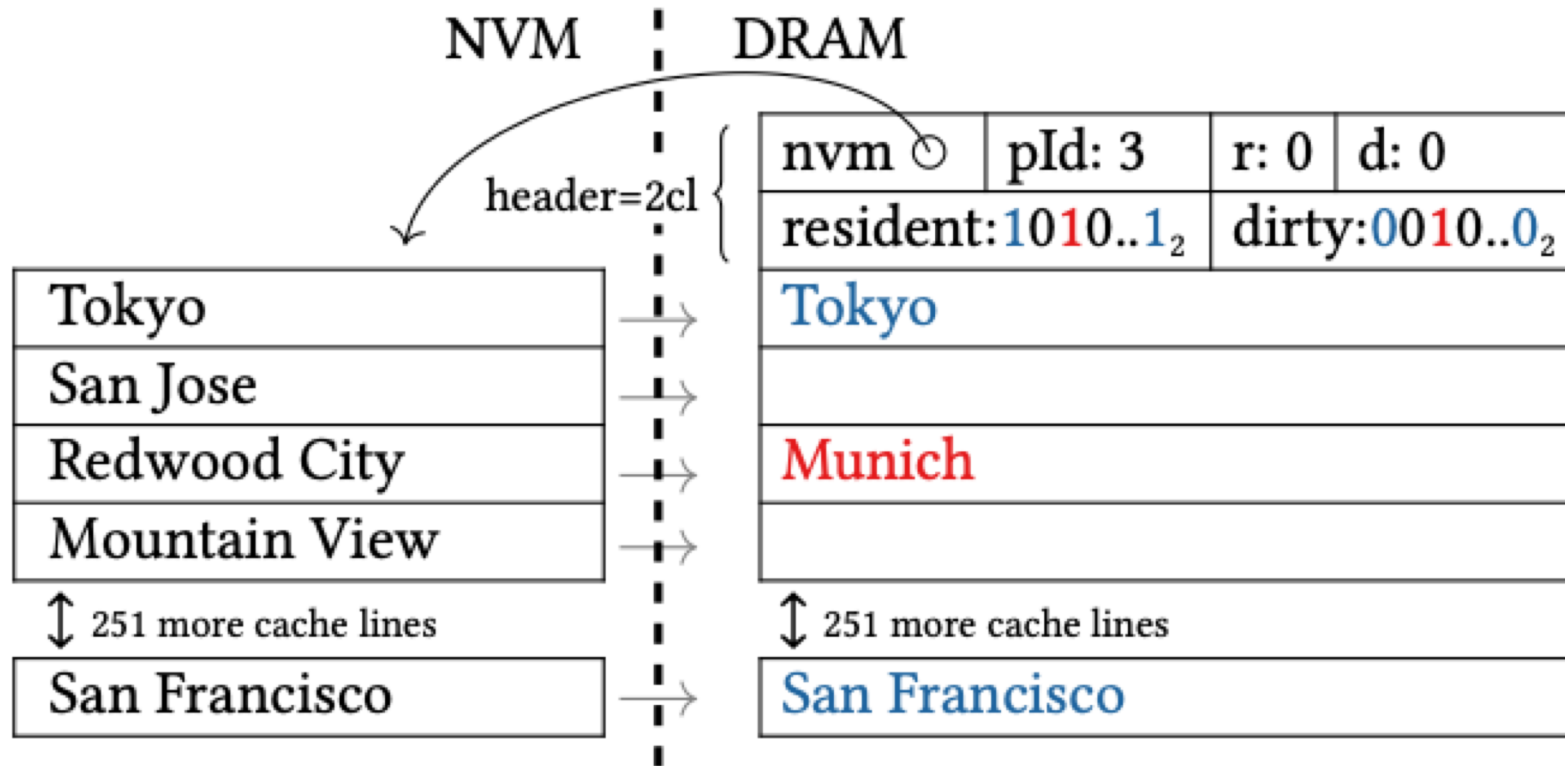 NVM DRAM
nvm pId: 3 r: 0 d: 0
header=2cl
resident:1010..1₂ dirty:0010..0₂
Tokyo Tokyo
San Jose
Redwood City Munich
Mountain View
251 more cache lines 251 more cache lines
San Francisco San Francisco